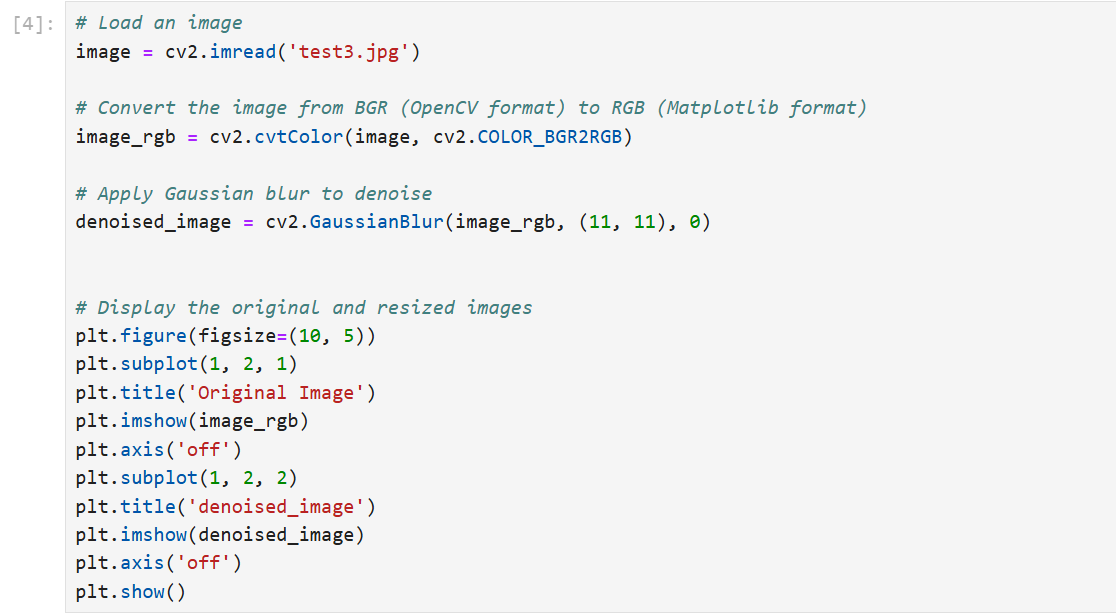 [4]:
# Load an image
image = cv2.imread('test3.jpg')
# Convert the image from BGR (OpenCV format) to RGB (Matplotlib format)
image_rgb = cv2.cvtColor(image, cv2.COLOR_BGR2RGB)
# Apply Gaussian blur to denoise
denoised_image = cv2.GaussianBlur(image_rgb, (11, 11), 0)
# Display the original and resized images
plt.figure(figsize=(10, 5))
plt.subplot(1, 2, 1)
plt.title('Original Image')
plt.imshow(image_rgb)
plt.axis('off')
plt.subplot(1, 2, 2)
plt.title('denoised_image')
plt.imshow(denoised_image)
plt.axis('off')
plt.show()